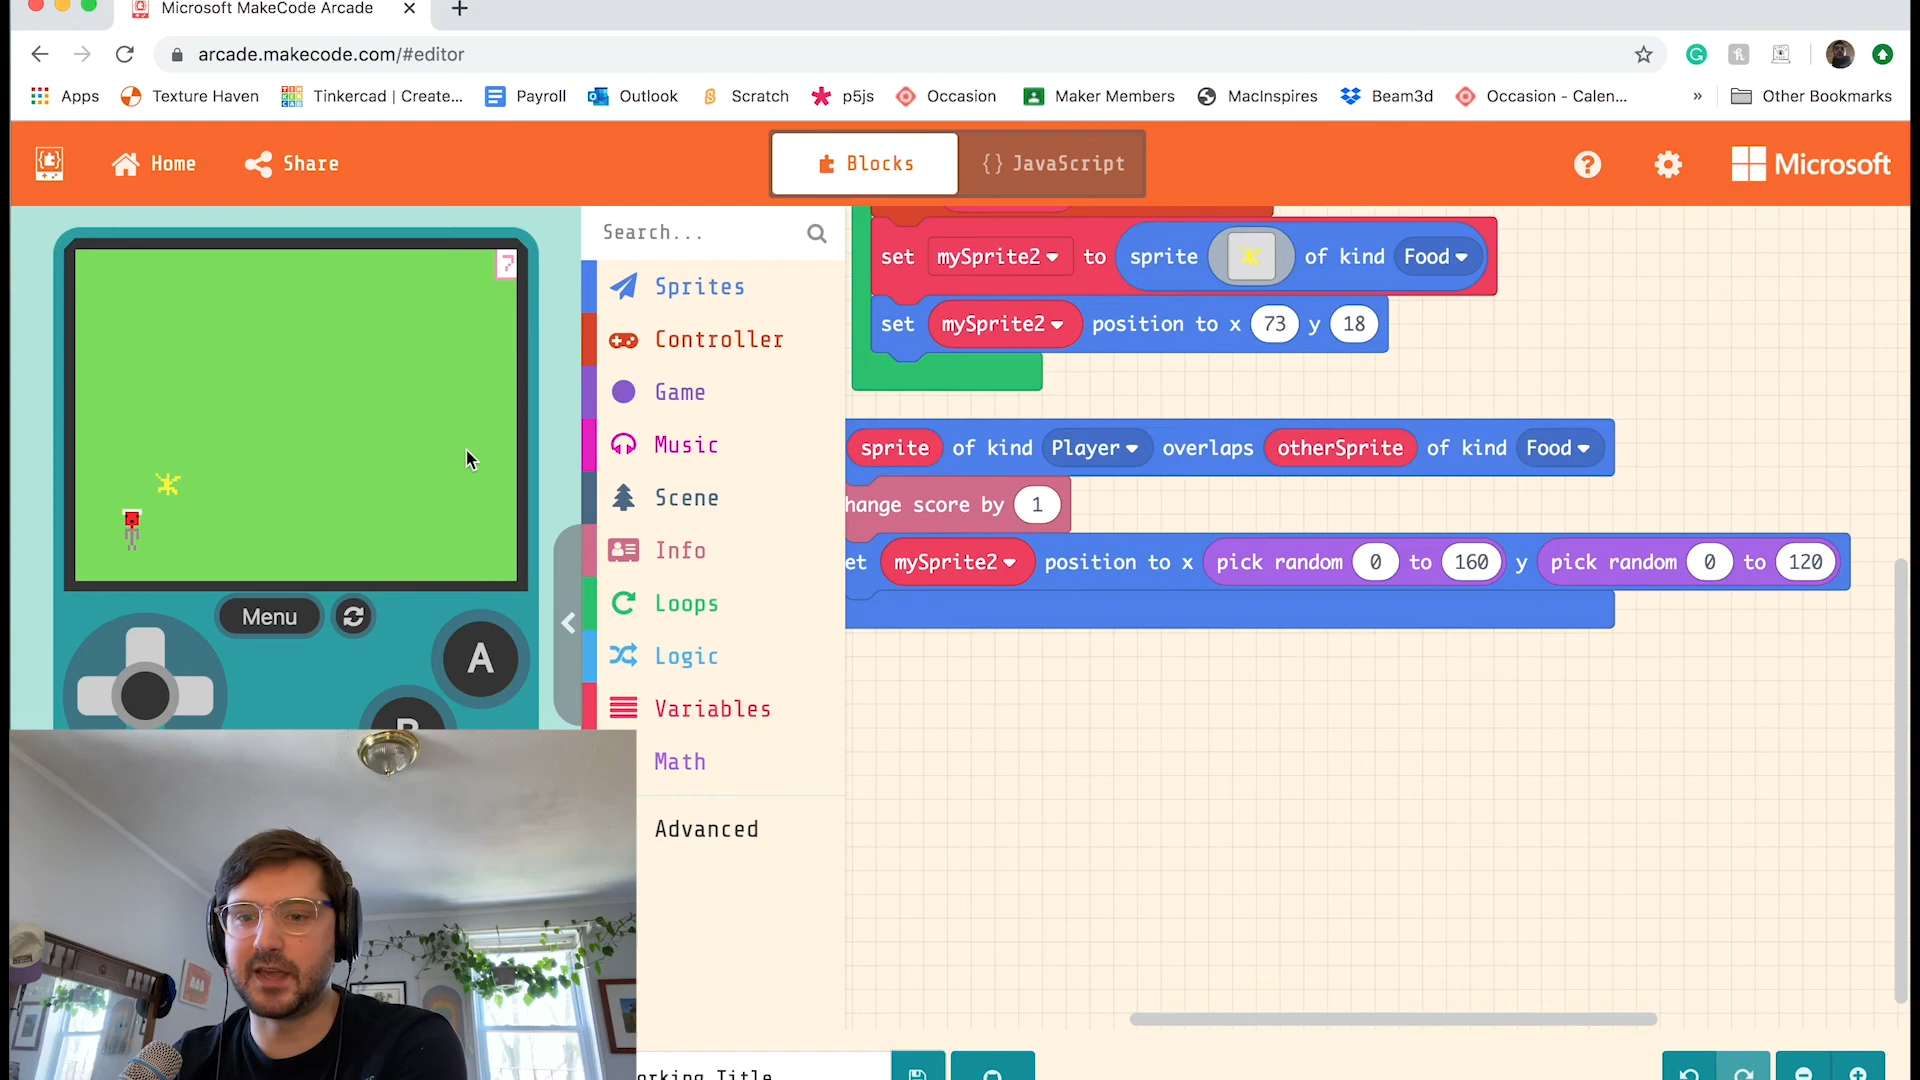 Microsoft MakeCode Arcade
arcade.makecode.com/#editor
Apps Texture Haven Tinkercad | Create... Payroll Outlook Scratch p5js Occasion Maker Members MacInspires Beam3d Occasion - Calen... » Other Bookmarks
Home Share Blocks {} JavaScript Microsoft
7
Search...
Sprites
Controller
Game
Music
Scene
Info
Loops
Logic
Variables
Math
Advanced
set mySprite2 to sprite of kind Food
set mySprite2 position to x 73 y 18
sprite of kind Player overlaps otherSprite of kind Food
hange score by 1
et mySprite2 position to x pick random 0 to 160 y pick random 0 to 120
Menu
A
B
orking Title